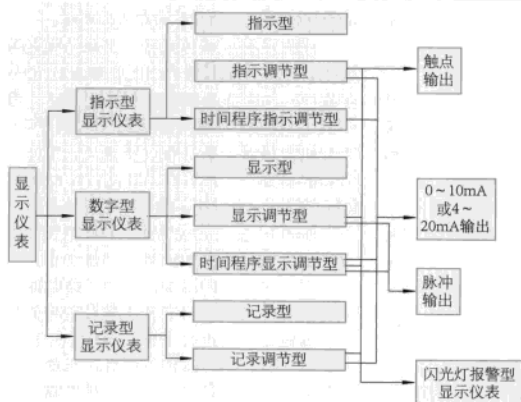 显
示
仪
表
指示型
显示仪表
数字型
显示仪表
记录型
显示仪表
指示型
指示调节型
时间程序指示调节型
显示型
显示调节型
时间程序显示调节型
记录型
记录调节型
触点
输出
0～10mA
或4～
20mA输出
脉冲
输出
闪光灯报警型
显示仪表